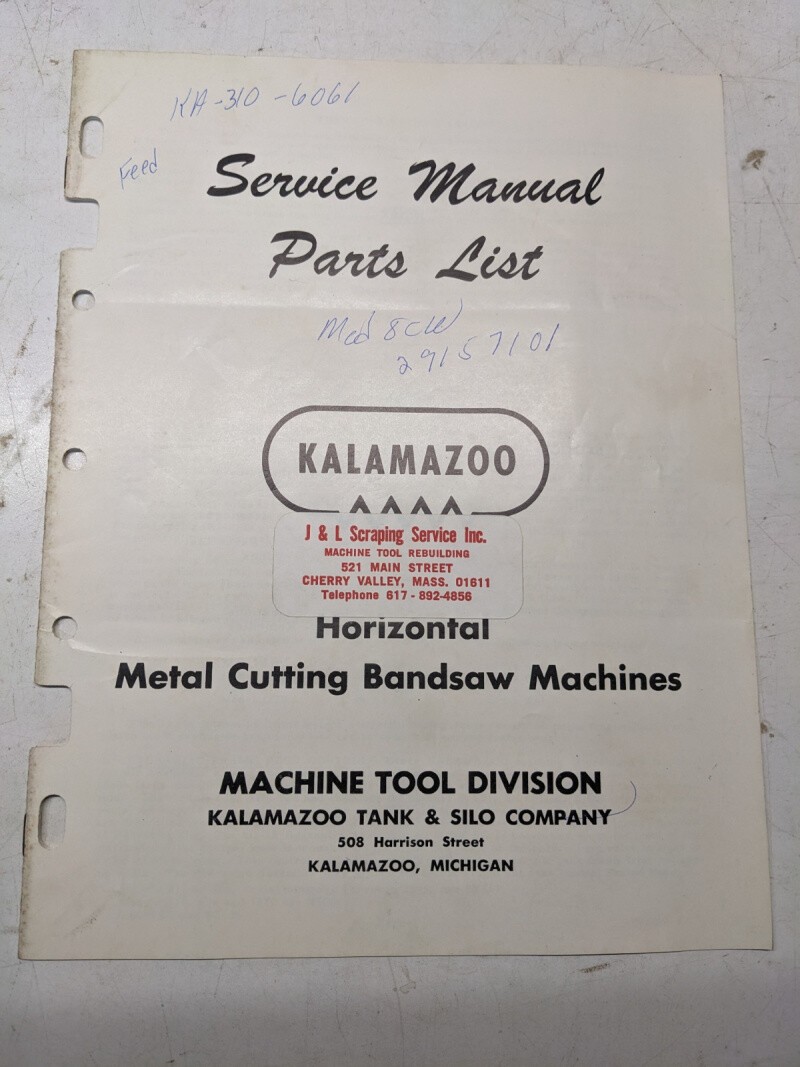 KA-310-6061
Feed
Service Manual
Parts List
Mod 8CW
29157101
KALAMAZOO
J & L Scraping Service Inc.
MACHINE TOOL REBUILDING
521 MAIN STREET
CHERRY VALLEY, MASS. 01611
Telephone 617 - 892-4856
Horizontal
Metal Cutting Bandsaw Machines
MACHINE TOOL DIVISION
KALAMAZOO TANK & SILO COMPANY
508 Harrison Street
KALAMAZOO, MICHIGAN